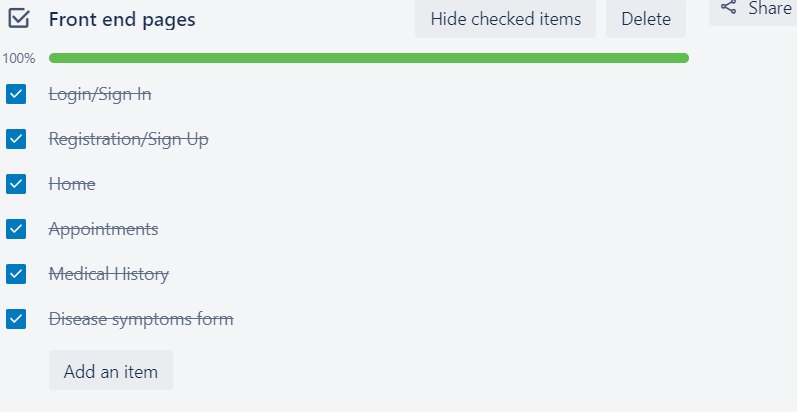 Front end pages
Hide checked items
Delete
Share
100%
Login/Sign In
Registration/Sign Up
Home
Appointments
Medical History
Disease symptoms form
Add an item